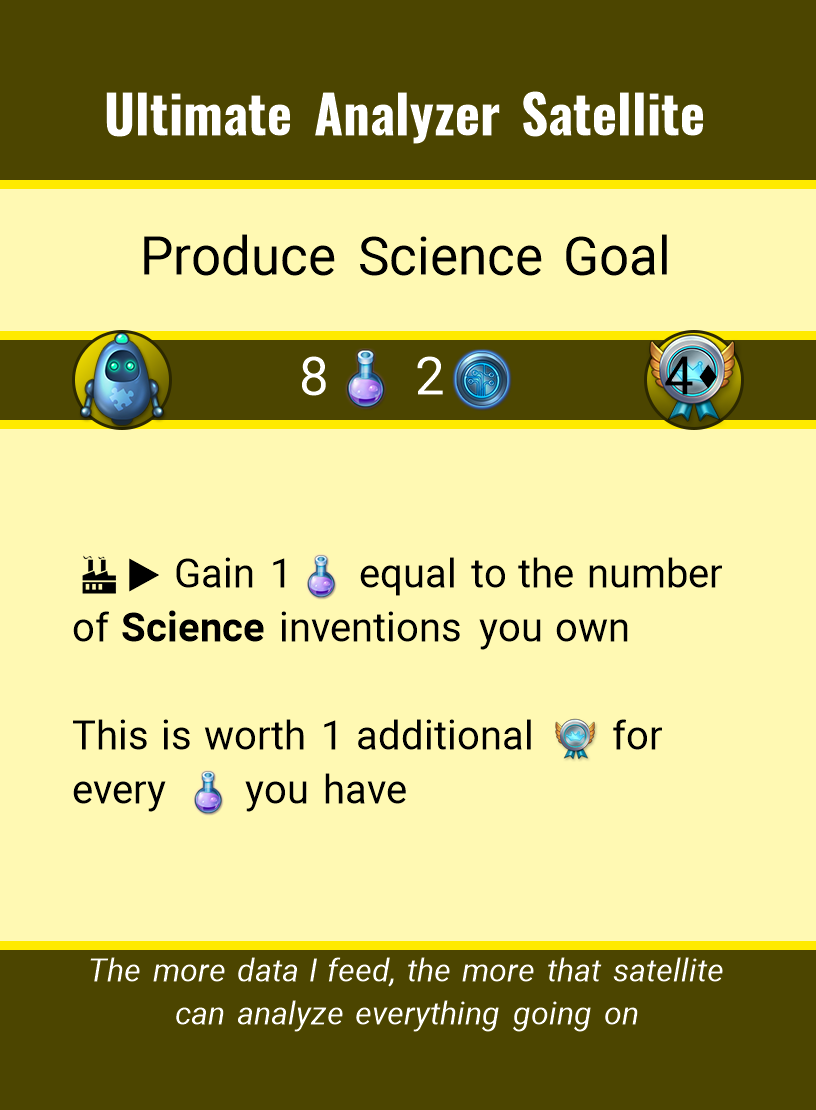 Ultimate Analyzer Satellite
Produce Science Goal
8 2
4♦
▶ Gain 1 equal to the number
of Science inventions you own
This is worth 1 additional for
every you have
The more data I feed, the more that satellite
can analyze everything going on